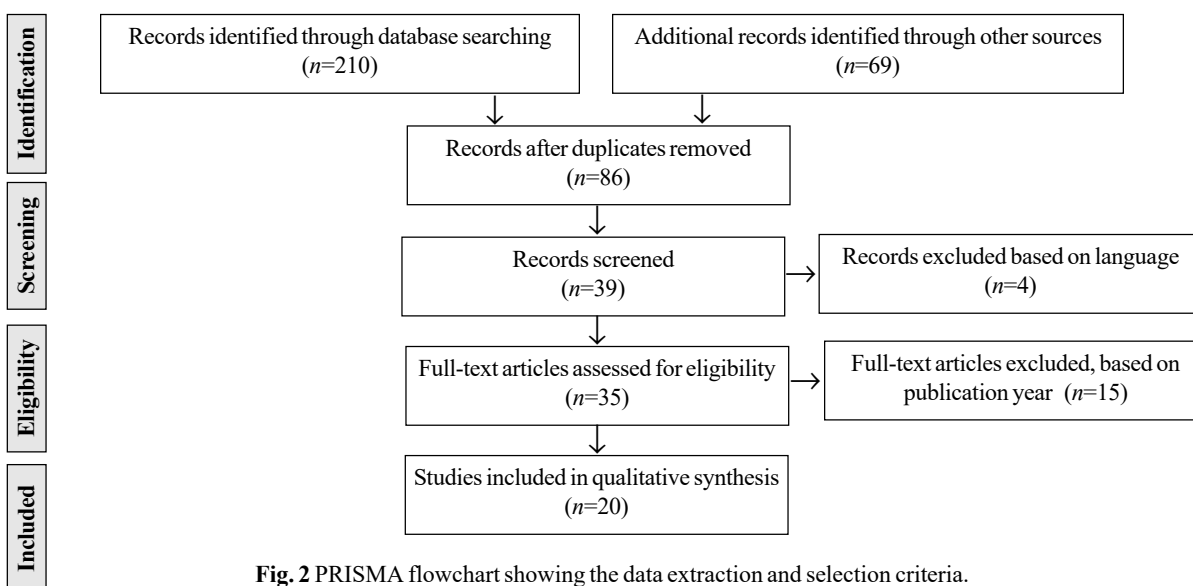 Identification
Records identified through database searching
(n=210)
Additional records identified through other sources
(n=69)
Records after duplicates removed
(n=86)
Screening
Records screened
(n=39)
Records excluded based on language
(n=4)
Eligibility
Full-text articles assessed for eligibility
(n=35)
Full-text articles excluded, based on
publication year (n=15)
Included
Studies included in qualitative synthesis
(n=20)
Fig. 2 PRISMA flowchart showing the data extraction and selection criteria.